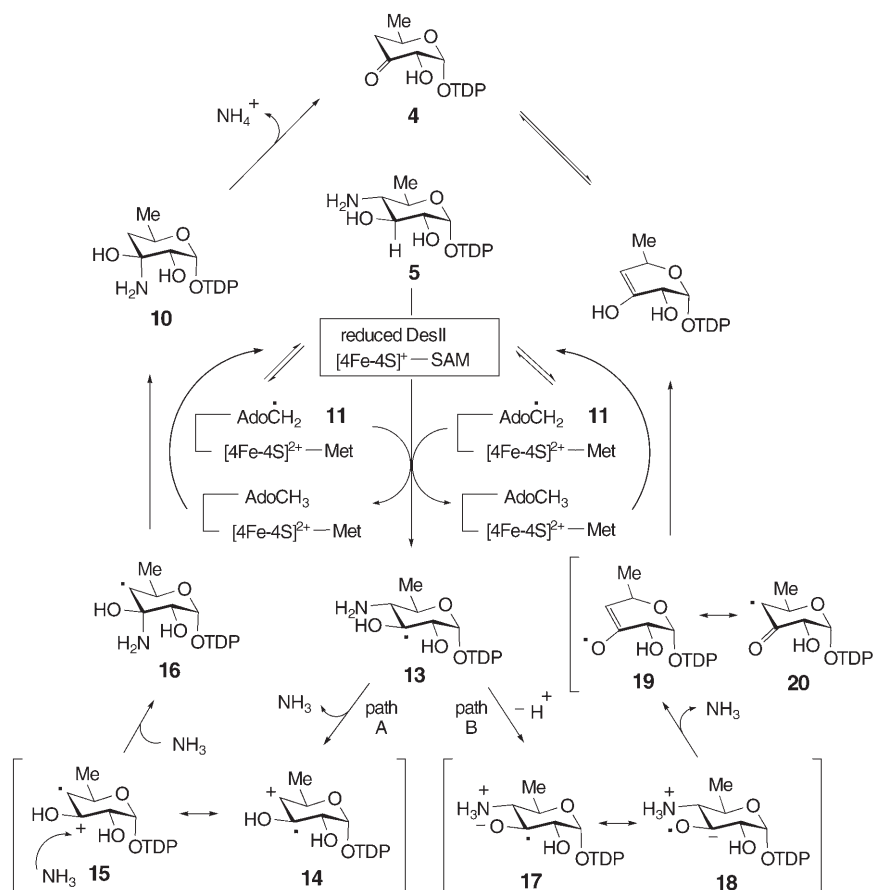 Me
O
O
HO
OTDP
4
NH4+
Me
H2N
O
HO
H
HO
OTDP
5
Me
O
HO
HO
H2N
OTDP
10
Me
O
HO
HO
OTDP
reduced DesII
[4Fe-4S]+ — SAM
AdoCH2 11
[4Fe-4S]2+ — Met
AdoCH3
[4Fe-4S]2+ — Met
11
AdoCH2
[4Fe-4S]2+ — Met
AdoCH3
[4Fe-4S]2+ — Met
Me
O
HO
HO
H2N
OTDP
16
Me
H2N
O
HO
HO
OTDP
13
Me
O
O
HO
OTDP
19
Me
O
O
HO
OTDP
20
NH3
path
A
path
B
– H+
NH3
NH3
Me
O
HO
+
HO
OTDP
NH3
15
+
Me
O
HO
HO
OTDP
14
+
H3N
Me
O
O
–
HO
OTDP
17
+
H3N
Me
O
O
–
HO
OTDP
18